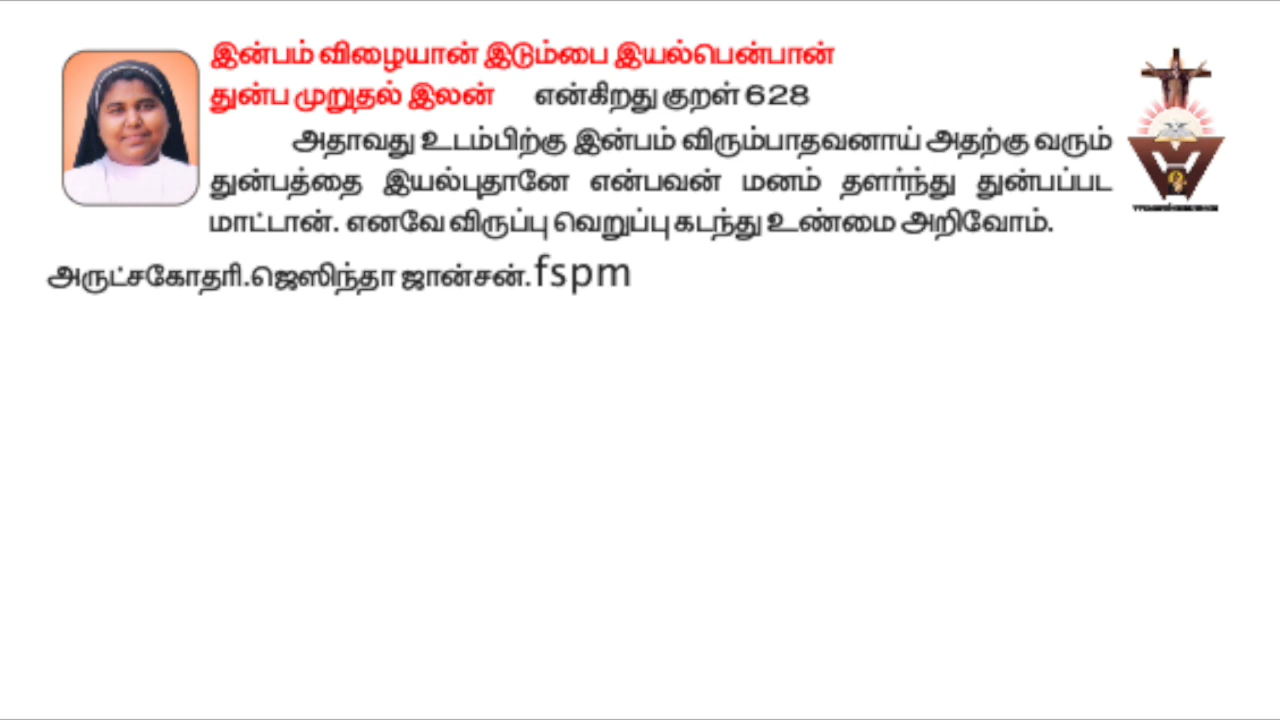 இன்பம் விழையான் இடும்பை இயல்பென்பான்
துன்ப முறுதல் இலன் என்கிறது குறள் 628
அதாவது உடம்பிற்கு இன்பம் விரும்பாதவனாய் அதற்கு வரும்
துன்பத்தை இயல்புதானே என்பவன் மனம் தளர்ந்து துன்பப்பட
மாட்டான். எனவே விருப்பு வெறுப்பு கடந்து உண்மை அறிவோம்.
அருட்சகோதரி.ஜெஸிந்தா ஜான்சன்.fspm